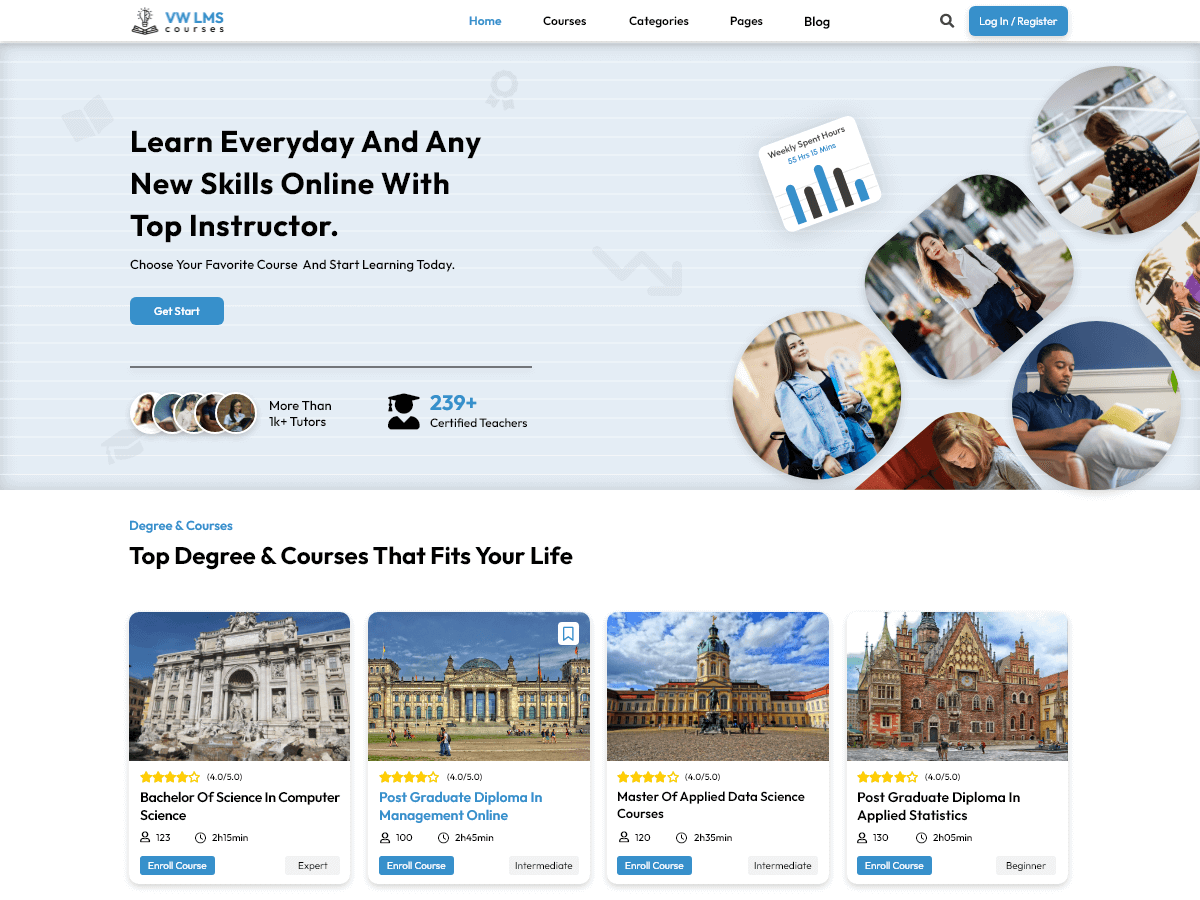 VW LMS
courses
Home
Courses
Categories
Pages
Blog
Log In / Register
Learn Everyday And Any
New Skills Online With
Top Instructor.
Choose Your Favorite Course And Start Learning Today.
Get Start
Weekly Spent Hours
55 Hrs 15 Mins
More Than
1k+ Tutors
239+
Certified Teachers
Degree & Courses
Top Degree & Courses That Fits Your Life
(4.0/5.0)
Bachelor Of Science In Computer
Science
123
2h15min
Enroll Course
Expert
(4.0/5.0)
Post Graduate Diploma In
Management Online
100
2h45min
Enroll Course
Intermediate
(4.0/5.0)
Master Of Applied Data Science
Courses
120
2h35min
Enroll Course
Intermediate
(4.0/5.0)
Post Graduate Diploma In
Applied Statistics
130
2h05min
Enroll Course
Beginner